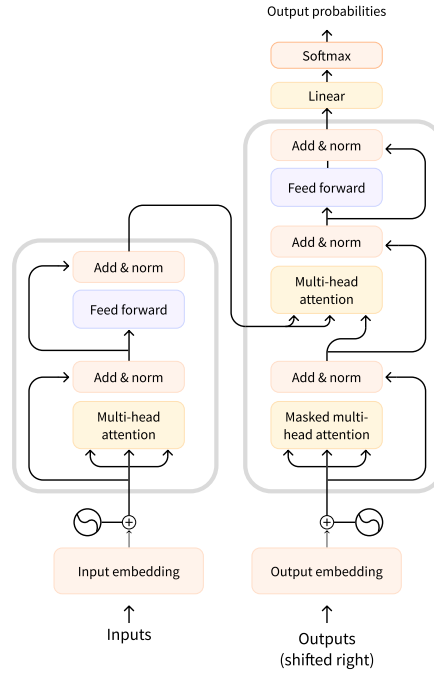 Output probabilities
Softmax
Linear
Add & norm
Feed forward
Add & norm
Multi-head
attention
Add & norm
Masked multi-
head attention
Output embedding
Outputs
(shifted right)
Add & norm
Feed forward
Add & norm
Multi-head
attention
Input embedding
Inputs